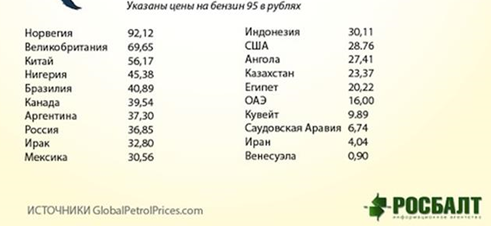 Указаны цены на бензин 95 в рублях
Норвегия 92,12
Великобритания 69,65
Китай 56,17
Нигерия 45,38
Бразилия 40,89
Канада 39,54
Аргентина 37,30
Россия 36,85
Ирак 32,80
Мексика 30,56
Индонезия 30,11
США 28.76
Ангола 27,41
Казахстан 23,37
Египет 20,22
ОАЭ 16,00
Кувейт 9.89
Саудовская Аравия 6,74
Иран 4,04
Венесуэла 0,90
ИСТОЧНИКИ GlobalPetrolPrices.com
РОСБАЛТ
информационное агентство